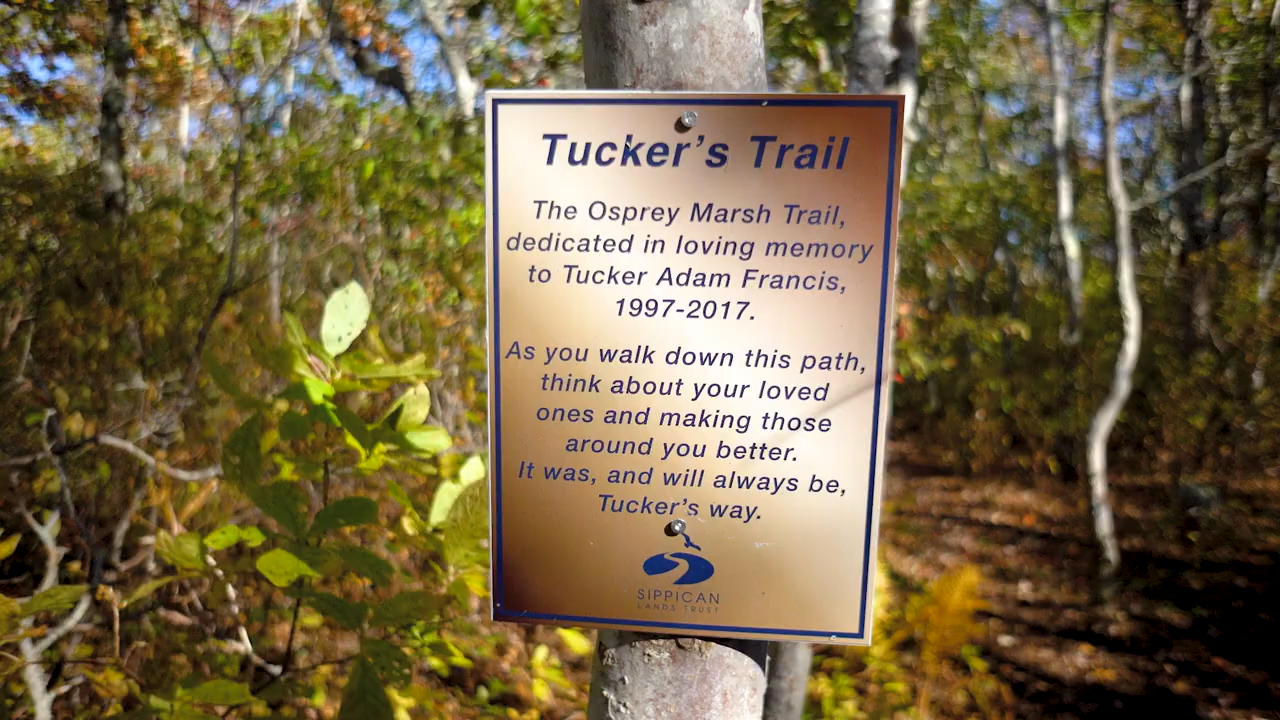 Tucker's Trail
The Osprey Marsh Trail,
dedicated in loving memory
to Tucker Adam Francis,
1997-2017.
As you walk down this path,
think about your loved
ones and making those
around you better.
It was, and will always be,
Tucker's way.
SIPPICAN
LANDS TRUST